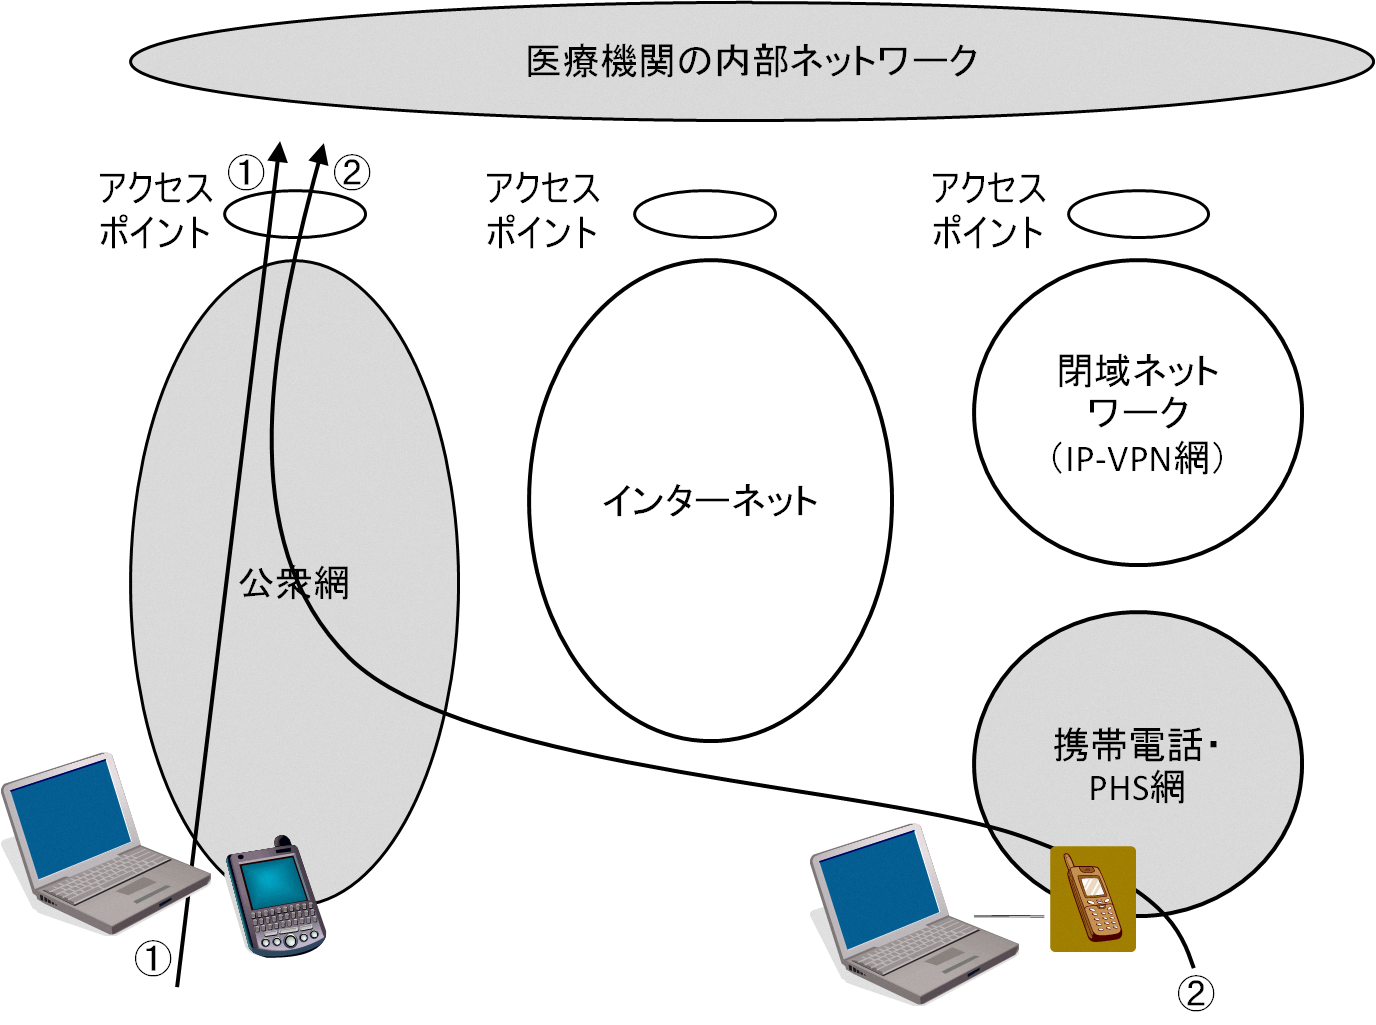 医療機関の内部ネットワーク
①
②
アクセス
ポイント
アクセス
ポイント
アクセス
ポイント
閉域ネット
ワーク
（IP-VPN網）
インターネット
公衆網
携帯電話・
PHS網
①
②